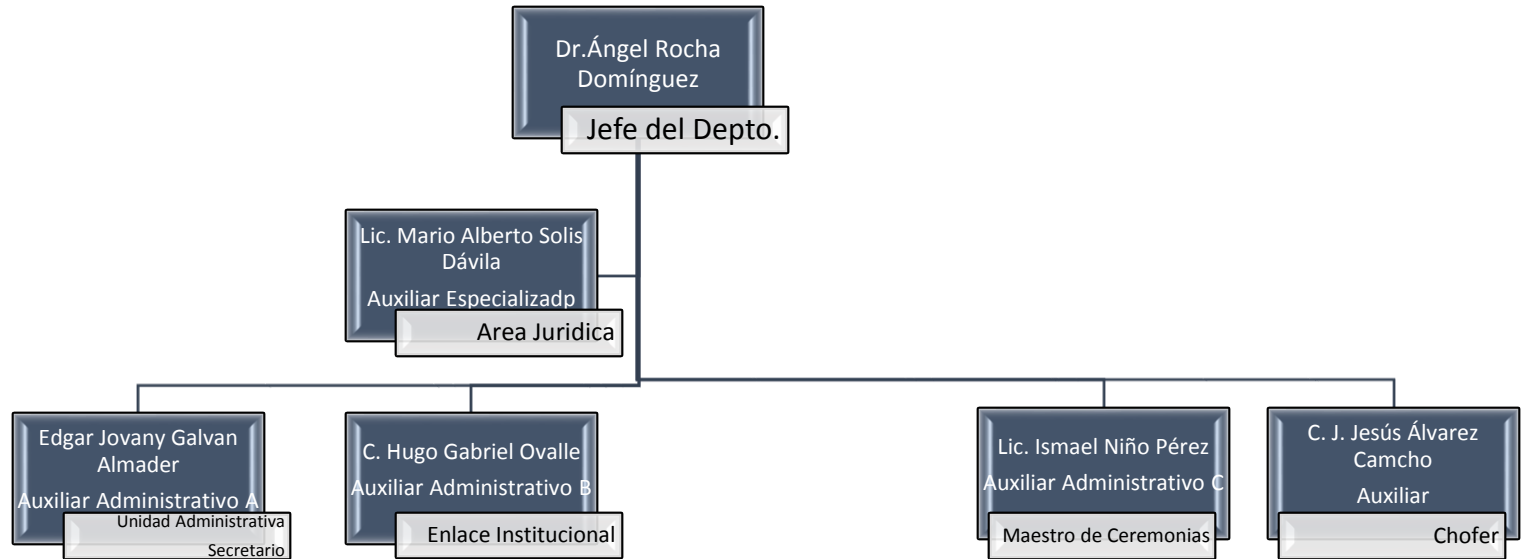 Dr.Ángel Rocha
Domínguez
Jefe del Depto.
Lic. Mario Alberto Solis
Dávila
Auxiliar Especializadp
Area Juridica
Edgar Jovany Galvan
Almader
Auxiliar Administrativo A
Unidad Administrativa
Secretario
C. Hugo Gabriel Ovalle
Auxiliar Administrativo B
Enlace Institucional
Lic. Ismael Niño Pérez
Auxiliar Administrativo C
Maestro de Ceremonias
C. J. Jesús Álvarez
Camcho
Auxiliar
Chofer